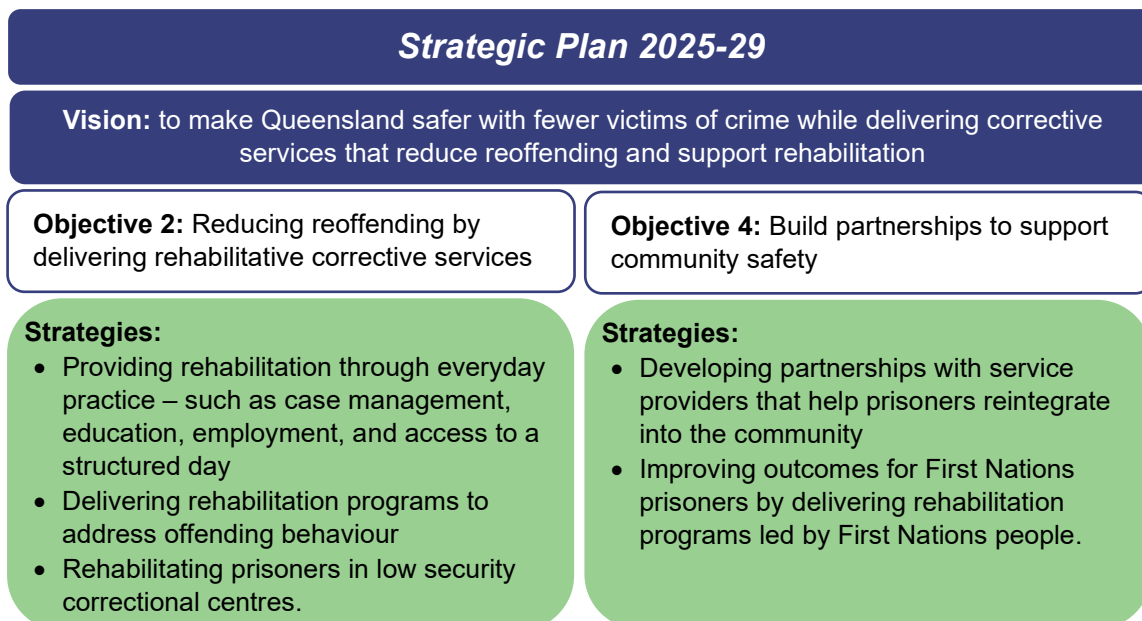 Strategic Plan 2025-29
Vision: to make Queensland safer with fewer victims of crime while delivering corrective
services that reduce reoffending and support rehabilitation
Objective 2: Reducing reoffending by
delivering rehabilitative corrective services
Strategies:
• Providing rehabilitation through everyday
practice – such as case management,
education, employment, and access to a
structured day
• Delivering rehabilitation programs to
address offending behaviour
• Rehabilitating prisoners in low security
correctional centres.
Objective 4: Build partnerships to support
community safety
Strategies:
• Developing partnerships with service
providers that help prisoners reintegrate
into the community
• Improving outcomes for First Nations
prisoners by delivering rehabilitation
programs led by First Nations people.